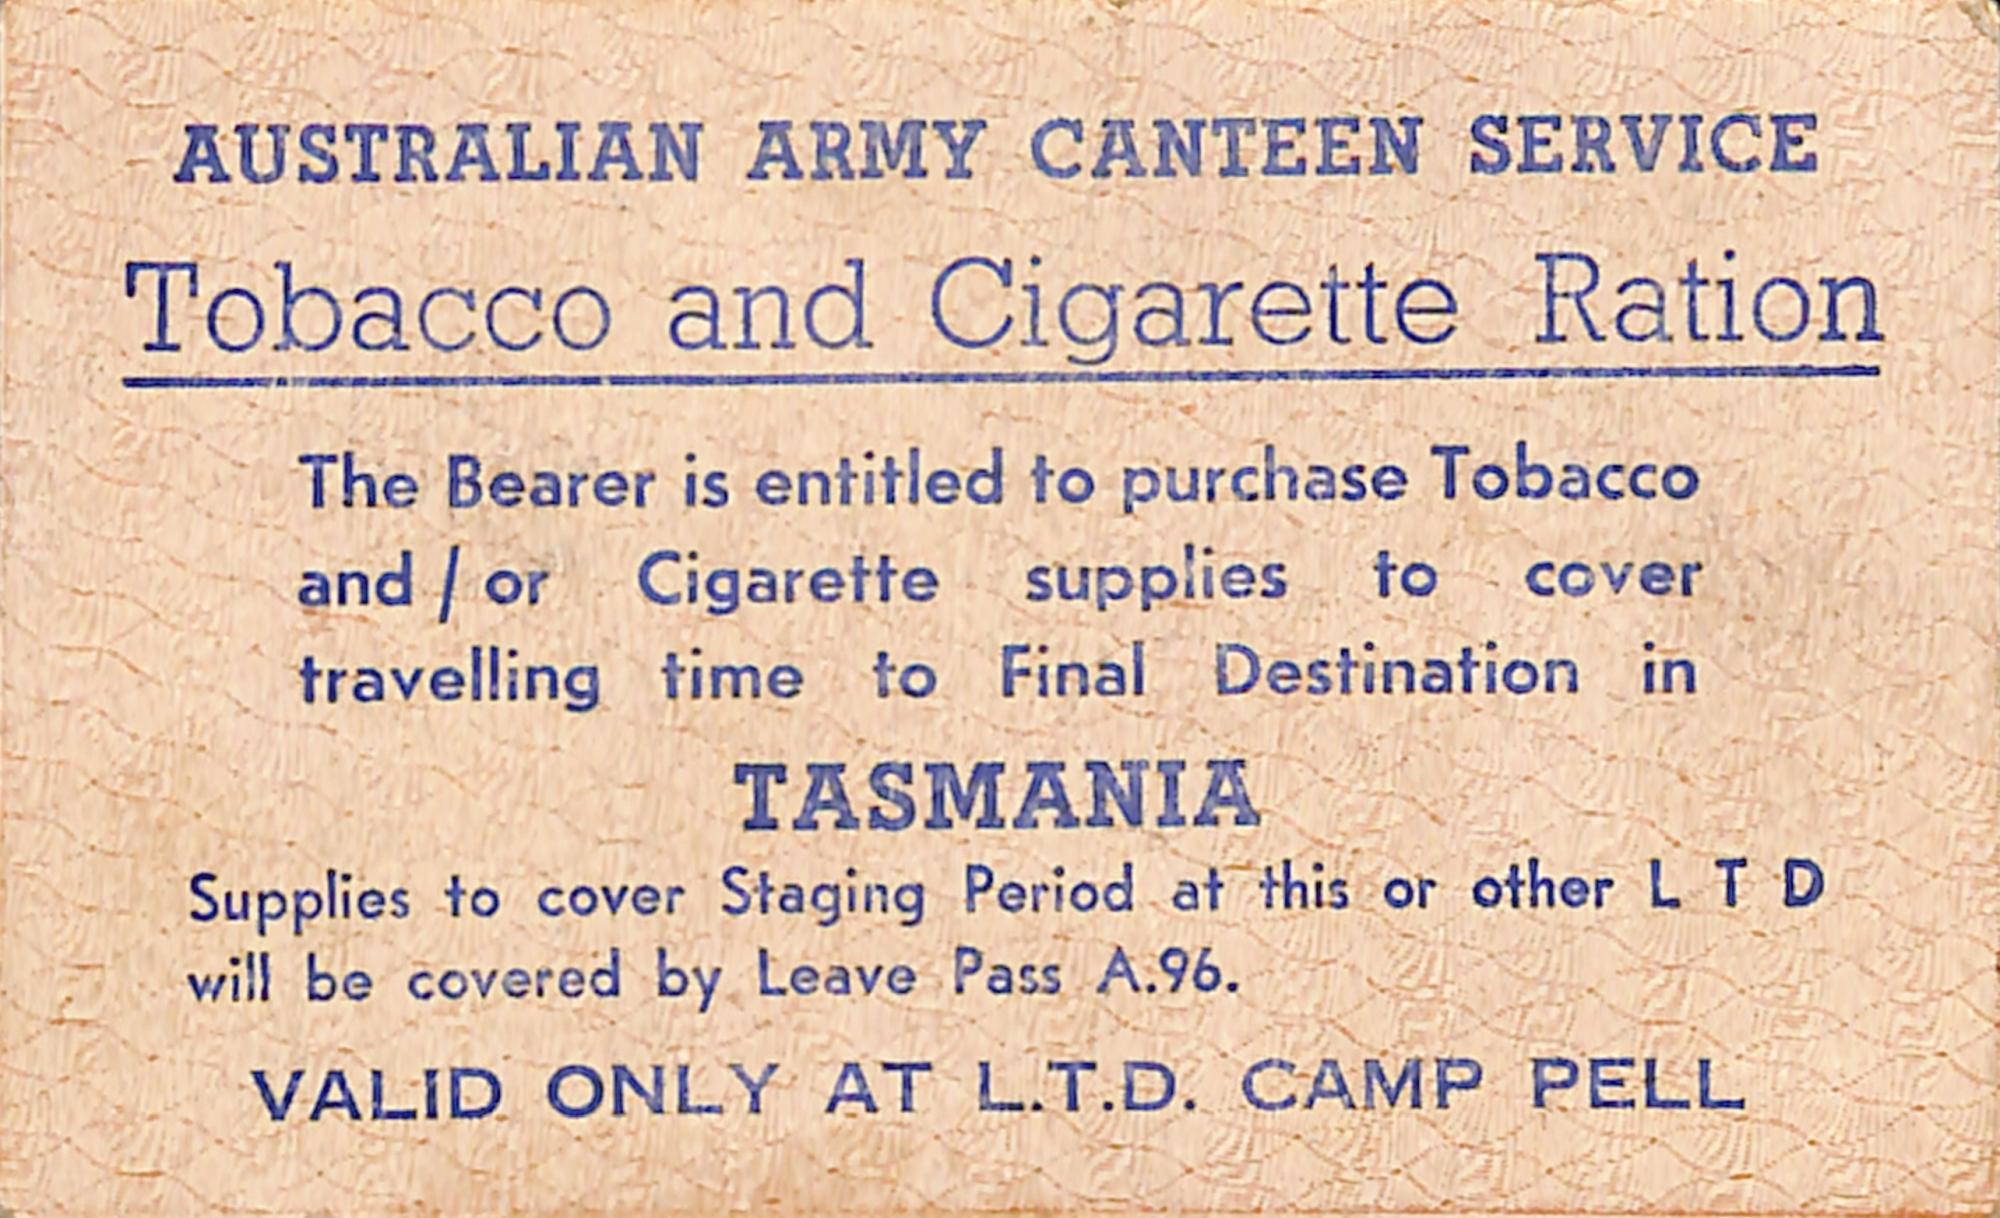 AUSTRALIAN ARMY CANTEEN SERVICE
Tobacco and Cigarette Ration
The Bearer is entitled to purchase Tobacco
and / or Cigarette supplies to cover
travelling time to Final Destination in
TASMANIA
Supplies to cover Staging Period at this or other L T D
will be covered by Leave Pass A.96.
VALID ONLY AT L.T.D. CAMP PELL